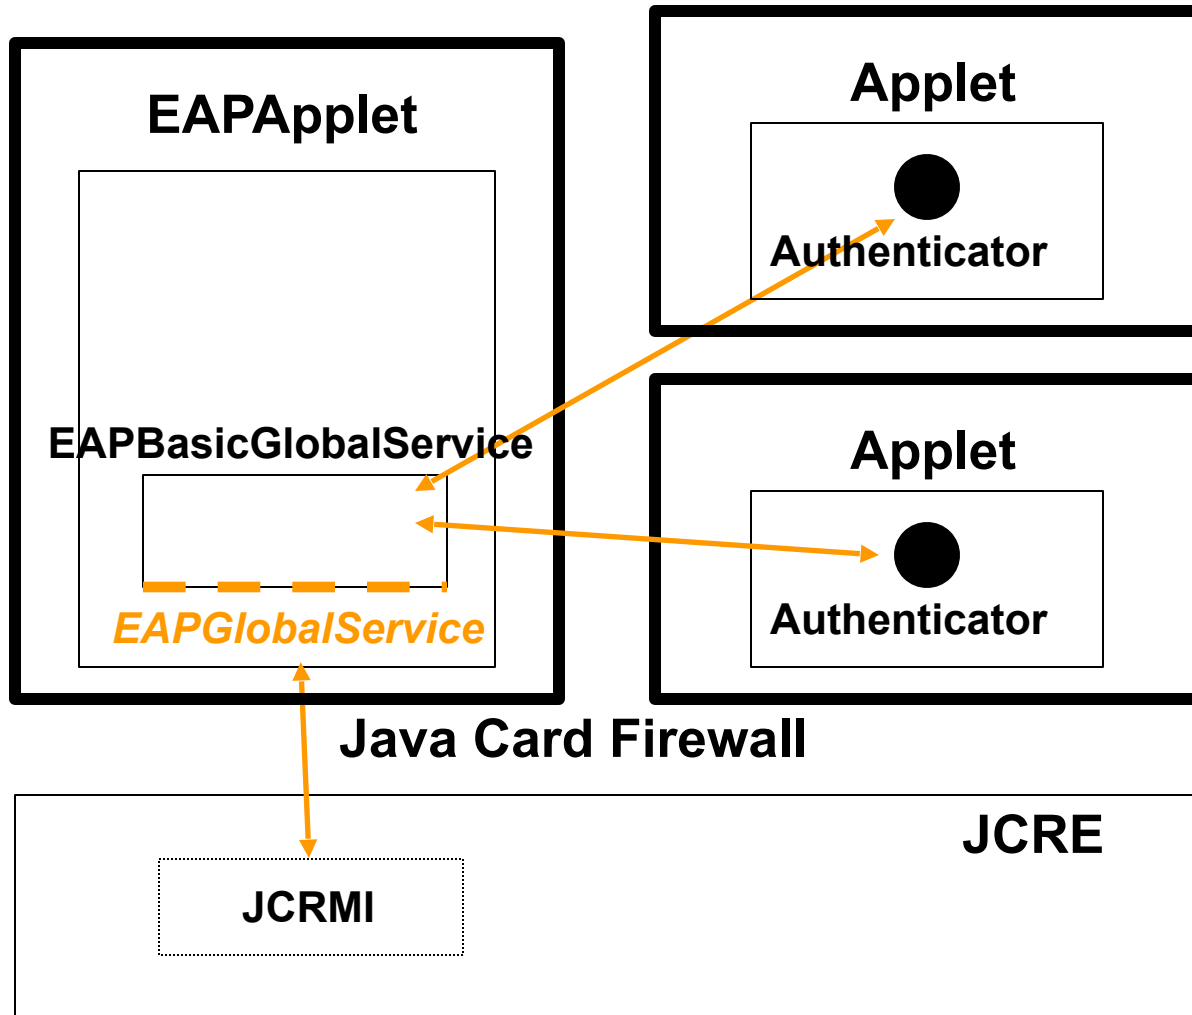 EAPApplet
EAPBasicGlobalService
EAPGlobalService
Applet
Authenticator
Applet
Authenticator
Java Card Firewall
JCRE
JCRMI